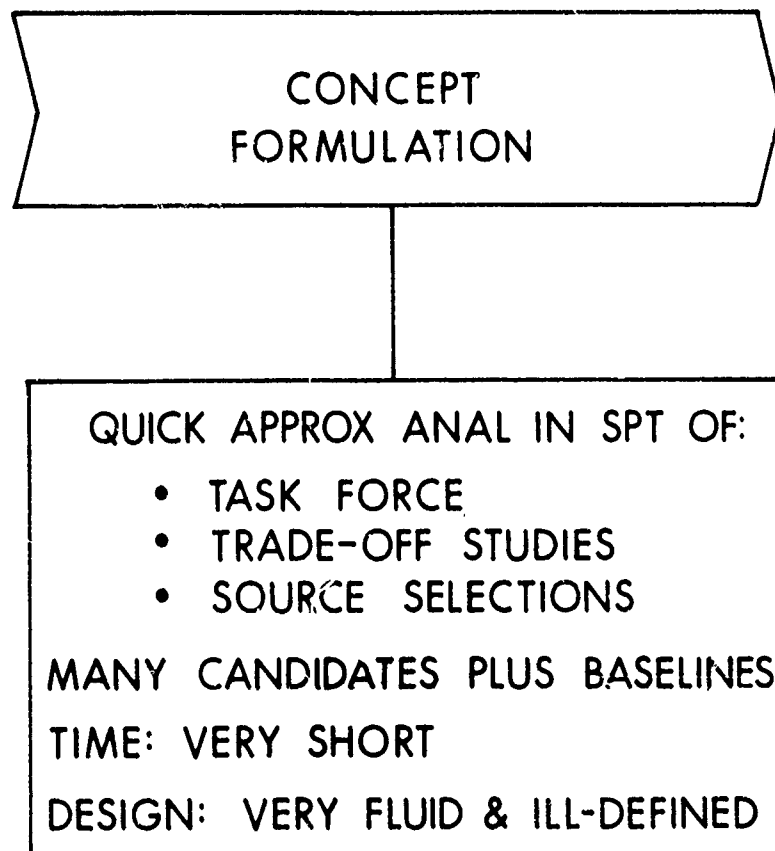 CONCEPT
FORMULATION
QUICK APPROX ANAL IN SPT OF:
• TASK FORCE
• TRADE-OFF STUDIES
• SOURCE SELECTIONS
MANY CANDIDATES PLUS BASELINES
TIME: VERY SHORT
DESIGN: VERY FLUID & ILL-DEFINED